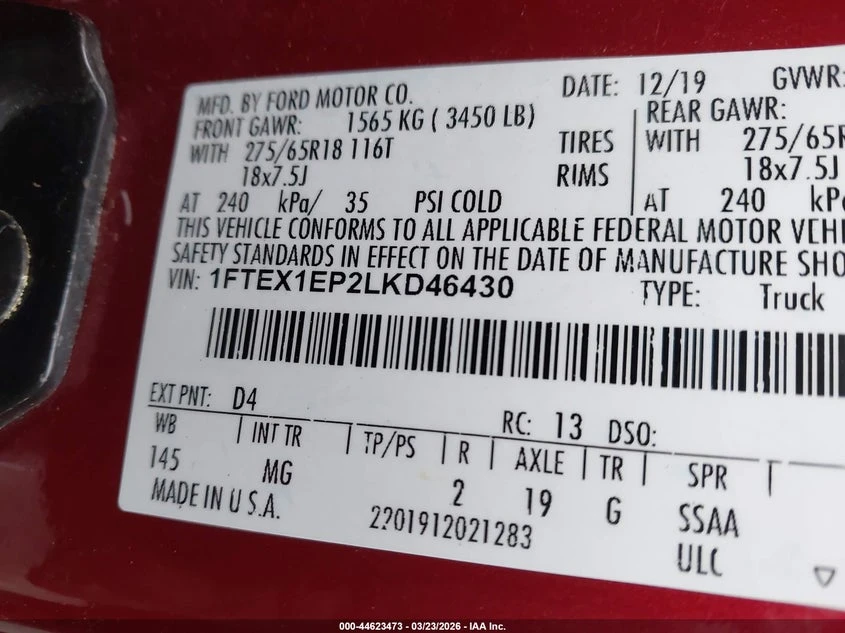 MFD. BY FORD MOTOR CO. DATE: 12/19 GVWR:
FRONT GAWR: 1565 KG ( 3450 LB) REAR GAWR:
WITH 275/65R18 116T TIRES WITH 275/65R
18x7.5J RIMS 18x7.5J
AT 240 kPa/ 35 PSI COLD AT 240 kPa
THIS VEHICLE CONFORMS TO ALL APPLICABLE FEDERAL MOTOR VEHI
SAFETY STANDARDS IN EFFECT ON THE DATE OF MANUFACTURE SHO
VIN: 1FTEX1EP2LKD46430 TYPE: Truck
EXT PNT: D4 RC: 13 DSO:
WB INT TR TP/PS R AXLE TR SPR
145 MG 2 19 G SSAA
MADE IN U S.A. 2201912021283 ULC
000-44623473 - 03/23/2026 - IAA Inc.